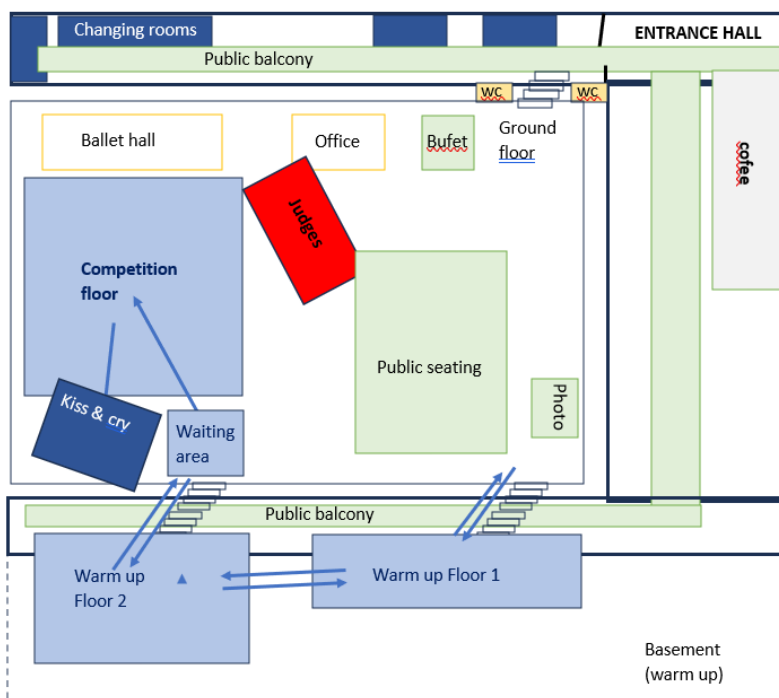 Changing rooms
ENTRANCE HALL
Public balcony
WC
WC
Ground
floor
Ballet hall
Office
Bufet
cofee
Judges
Competition
floor
Public seating
Photo
Kiss & cry
Waiting
area
Public balcony
Warm up
Floor 2
Warm up Floor 1
Basement
(warm up)